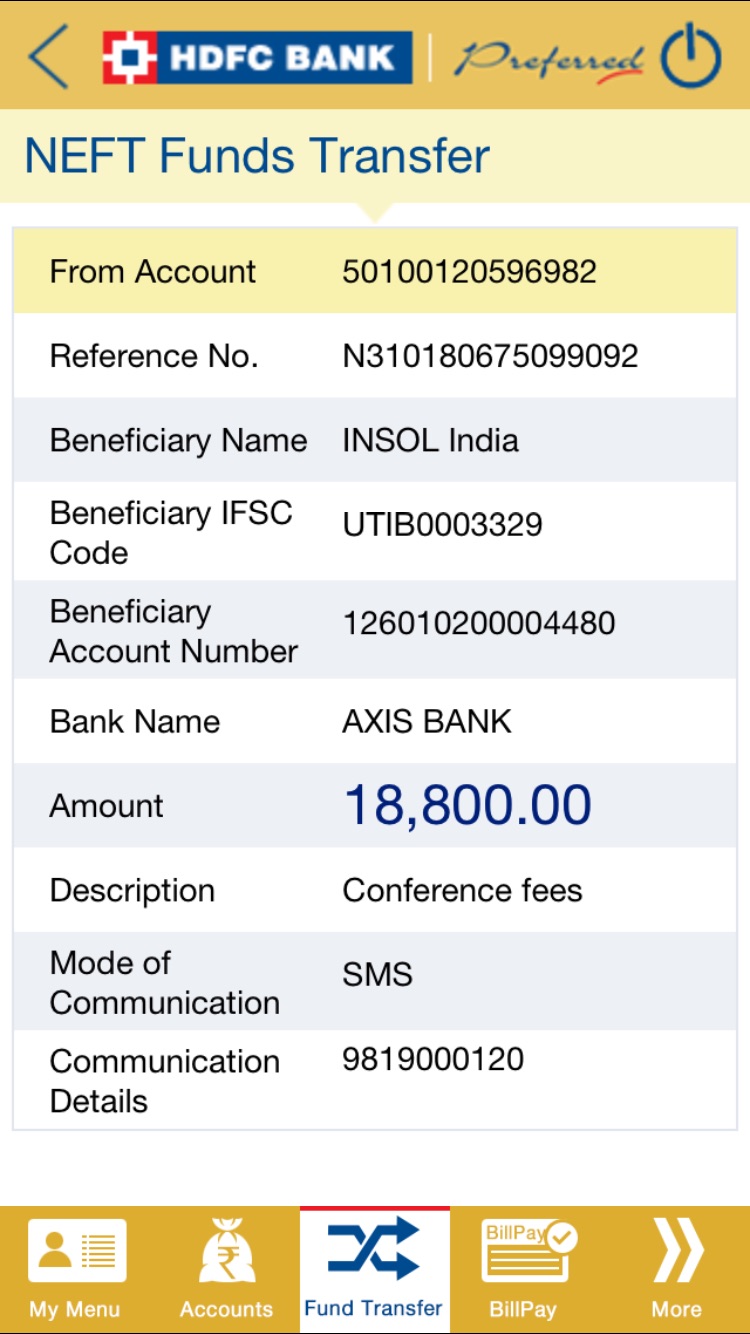 HDFC BANK Preferred
NEFT Funds Transfer
From Account 50100120596982
Reference No. N310180675099092
Beneficiary Name INSOL India
Beneficiary IFSC
Code UTIB0003329
Beneficiary
Account Number 126010200004480
Bank Name AXIS BANK
Amount 18,800.00
Description Conference fees
Mode of
Communication SMS
Communication
Details 9819000120
BillPay
My Menu Accounts Fund Transfer BillPay More